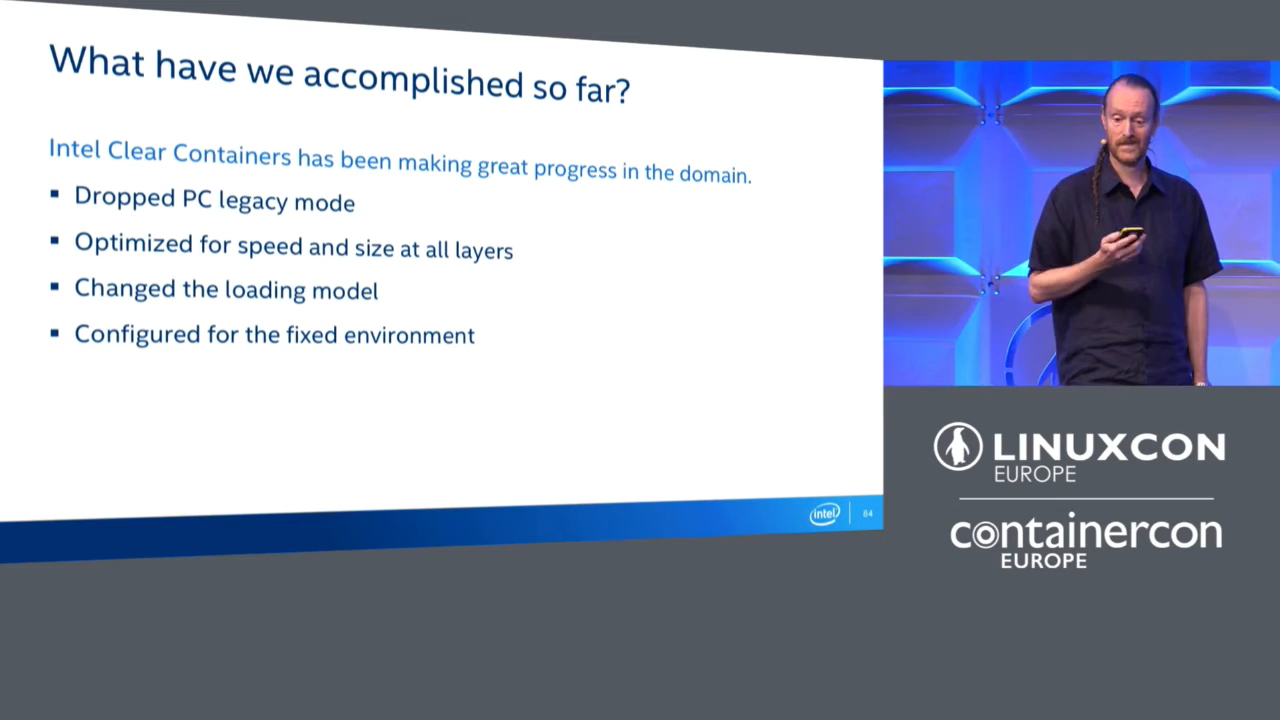 What have we accomplished so far?
Intel Clear Containers has been making great progress in the domain.
Dropped PC legacy mode
Optimized for speed and size at all layers
Changed the loading model
Configured for the fixed environment
intel
64
LINUXCON
EUROPE
containercon
EUROPE